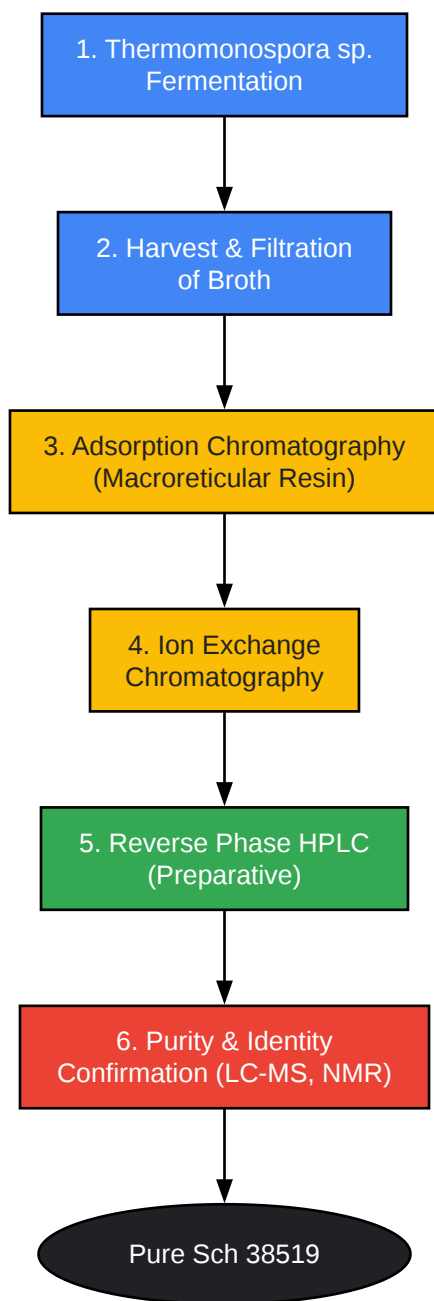 1. Thermomonospora sp.
Fermentation
2. Harvest & Filtration
of Broth
3. Adsorption Chromatography
(Macroreticular Resin)
4. Ion Exchange
Chromatography
5. Reverse Phase HPLC
(Preparative)
6. Purity & Identity
Confirmation (LC-MS, NMR)
Pure Sch 38519